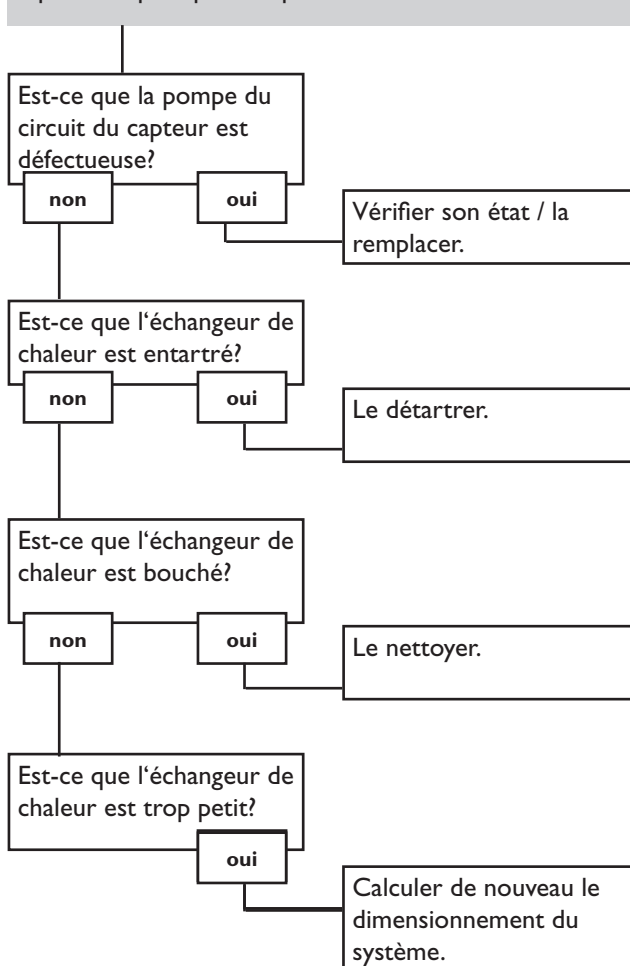 Est-ce que la pompe du
circuit du capteur est
défectueuse?
non
oui
Vérifier son état / la
remplacer.
Est-ce que l‘échangeur de
chaleur est entartré?
non
oui
Le détartrer.
Est-ce que l‘échangeur de
chaleur est bouché?
non
oui
Le nettoyer.
Est-ce que l‘échangeur de
chaleur est trop petit?
oui
Calculer de nouveau le
dimensionnement du
système.